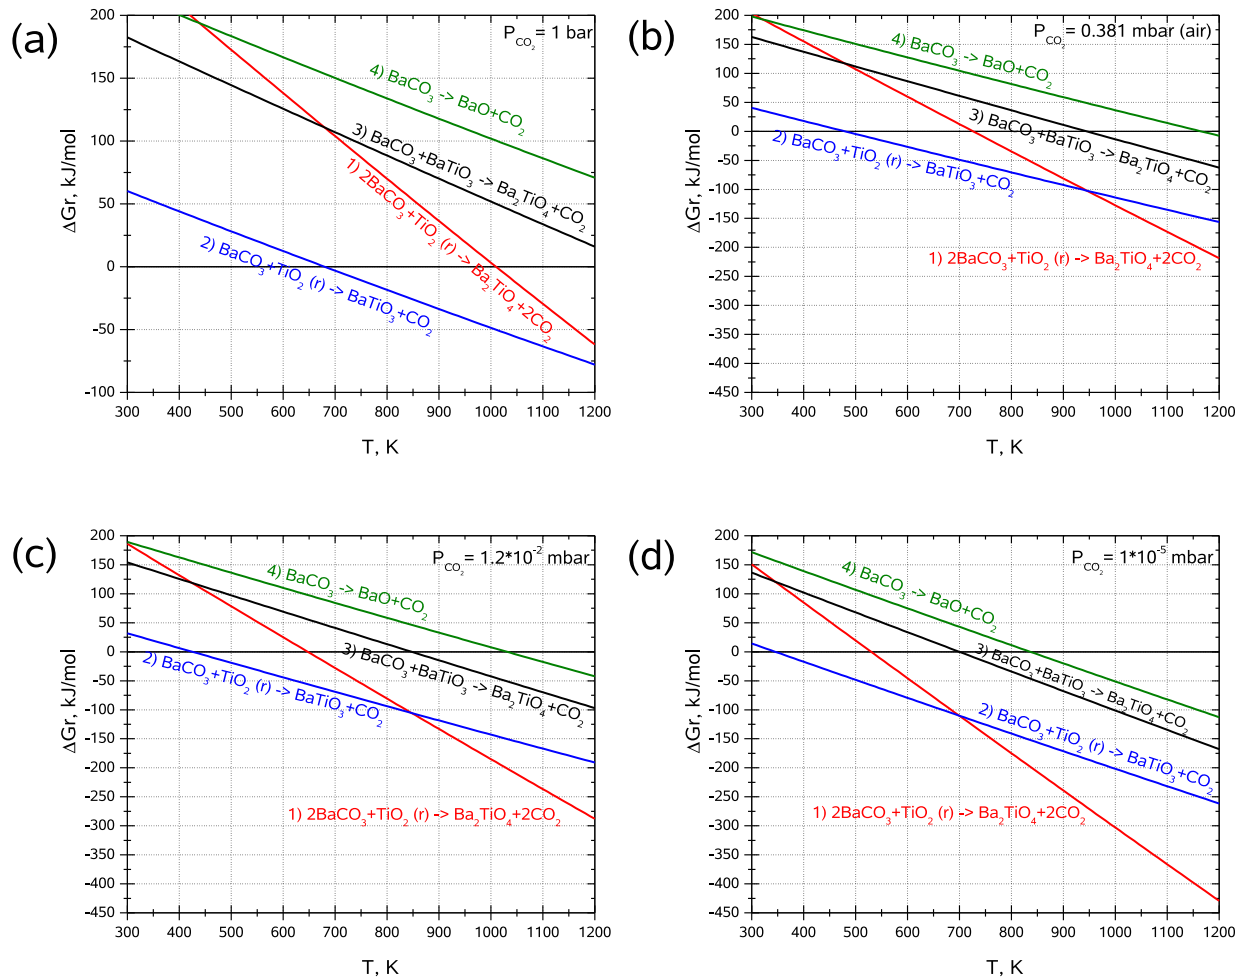 (a)
P_CO₂ = 1 bar
200
150
100
50
0
-50
-100
ΔGr, kJ/mol
4) BaCO₃ -> BaO+CO₂
3) BaCO₃+BaTiO₃ -> Ba₂TiO₄+CO₂
1) 2BaCO₃+TiO₂ (r) -> Ba₂TiO₄+2CO₂
2) BaCO₃+TiO₂ (r) -> BaTiO₃+CO₂
300 400 500 600 700 800 900 1000 1100 1200
T, K
(b)
P_CO₂ = 0.381 mbar (air)
200
150
100
50
0
-50
-100
-150
-200
-250
-300
-350
-400
-450
ΔGr, kJ/mol
4) BaCO₃ -> BaO+CO₂
3) BaCO₃+BaTiO₃ -> Ba₂TiO₄+CO₂
2) BaCO₃+TiO₂ (r) -> BaTiO₃+CO₂
1) 2BaCO₃+TiO₂ (r) -> Ba₂TiO₄+2CO₂
300 400 500 600 700 800 900 1000 1100 1200
T, K
(c)
P_CO₂ = 1.2*10⁻² mbar
200
150
100
50
0
-50
-100
-150
-200
-250
-300
-350
-400
-450
ΔGr, kJ/mol
4) BaCO₃ -> BaO+CO₂
3) BaCO₃+BaTiO₃ -> Ba₂TiO₄+CO₂
2) BaCO₃+TiO₂ (r) -> BaTiO₃+CO₂
1) 2BaCO₃+TiO₂ (r) -> Ba₂TiO₄+2CO₂
300 400 500 600 700 800 900 1000 1100 1200
T, K
(d)
P_CO₂ = 1*10⁻⁵ mbar
200
150
100
50
0
-50
-100
-150
-200
-250
-300
-350
-400
-450
ΔGr, kJ/mol
4) BaCO₃ -> BaO+CO₂
3) BaCO₃+BaTiO₃ -> Ba₂TiO₄+CO₂
2) BaCO₃+TiO₂ (r) -> BaTiO₃+CO₂
1) 2BaCO₃+TiO₂ (r) -> Ba₂TiO₄+2CO₂
300 400 500 600 700 800 900 1000 1100 1200
T, K